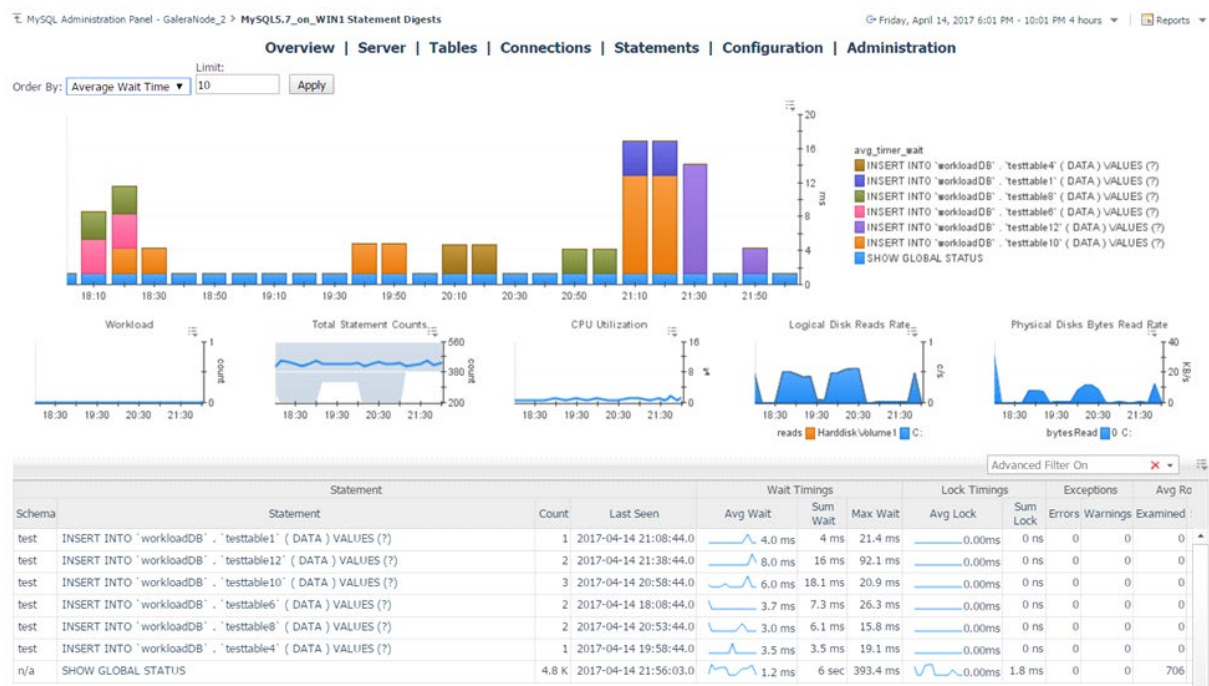 MySQL Administration Panel - GaleraNode_2 > MySQL5.7_on_WIN1 Statement Digests
Friday, April 14, 2017 6:01 PM - 10:01 PM 4 hours
Reports
Overview | Server | Tables | Connections | Statements | Configuration | Administration
Limit:
Order By: Average Wait Time 10 Apply
20
16
12
8
4
0
ms
18:10 18:30 18:50 19:10 19:30 19:50 20:10 20:30 20:50 21:10 21:30 21:50
avg_timer_wait
INSERT INTO `workloadDB` . `testtable4` ( DATA ) VALUES (?)
INSERT INTO `workloadDB` . `testtable1` ( DATA ) VALUES (?)
INSERT INTO `workloadDB` . `testtable8` ( DATA ) VALUES (?)
INSERT INTO `workloadDB` . `testtable6` ( DATA ) VALUES (?)
INSERT INTO `workloadDB` . `testtable12` ( DATA ) VALUES (?)
INSERT INTO `workloadDB` . `testtable10` ( DATA ) VALUES (?)
SHOW GLOBAL STATUS
Workload
1
0
count
18:30 19:30 20:30 21:30
Total Statement Counts
560
380
200
count
18:30 19:30 20:30 21:30
CPU Utilization
16
8
0
%
18:30 19:30 20:30 21:30
Logical Disk Reads Rate
1
0
c/s
18:30 19:30 20:30 21:30
reads HarddiskVolume1 C:
Physical Disks Bytes Read Rate
40
20
0
KB/s
18:30 19:30 20:30 21:30
bytesRead 0 C:
Advanced Filter On
Statement Wait Timings Lock Timings Exceptions Avg Ro
Schema Statement Count Last Seen Avg Wait Sum Wait Max Wait Avg Lock Sum Lock Errors Warnings Examined
test INSERT INTO `workloadDB` . `testtable1` ( DATA ) VALUES (?) 1 2017-04-14 21:08:44.0 4.0 ms 4 ms 21.4 ms 0.00ms 0 ns 0 0 0
test INSERT INTO `workloadDB` . `testtable12` ( DATA ) VALUES (?) 2 2017-04-14 21:38:44.0 8.0 ms 16 ms 92.1 ms 0.00ms 0 ns 0 0 0
test INSERT INTO `workloadDB` . `testtable10` ( DATA ) VALUES (?) 3 2017-04-14 20:58:44.0 6.0 ms 18.1 ms 20.9 ms 0.00ms 0 ns 0 0 0
test INSERT INTO `workloadDB` . `testtable6` ( DATA ) VALUES (?) 2 2017-04-14 18:08:44.0 3.7 ms 7.3 ms 26.3 ms 0.00ms 0 ns 0 0 0
test INSERT INTO `workloadDB` . `testtable8` ( DATA ) VALUES (?) 2 2017-04-14 20:53:44.0 3.0 ms 6.1 ms 15.8 ms 0.00ms 0 ns 0 0 0
test INSERT INTO `workloadDB` . `testtable4` ( DATA ) VALUES (?) 1 2017-04-14 19:58:44.0 3.5 ms 3.5 ms 19.1 ms 0.00ms 0 ns 0 0 0
n/a SHOW GLOBAL STATUS 4.8 K 2017-04-14 21:56:03.0 1.2 ms 6 sec 393.4 ms 0.00ms 1.8 ms 0 0 706